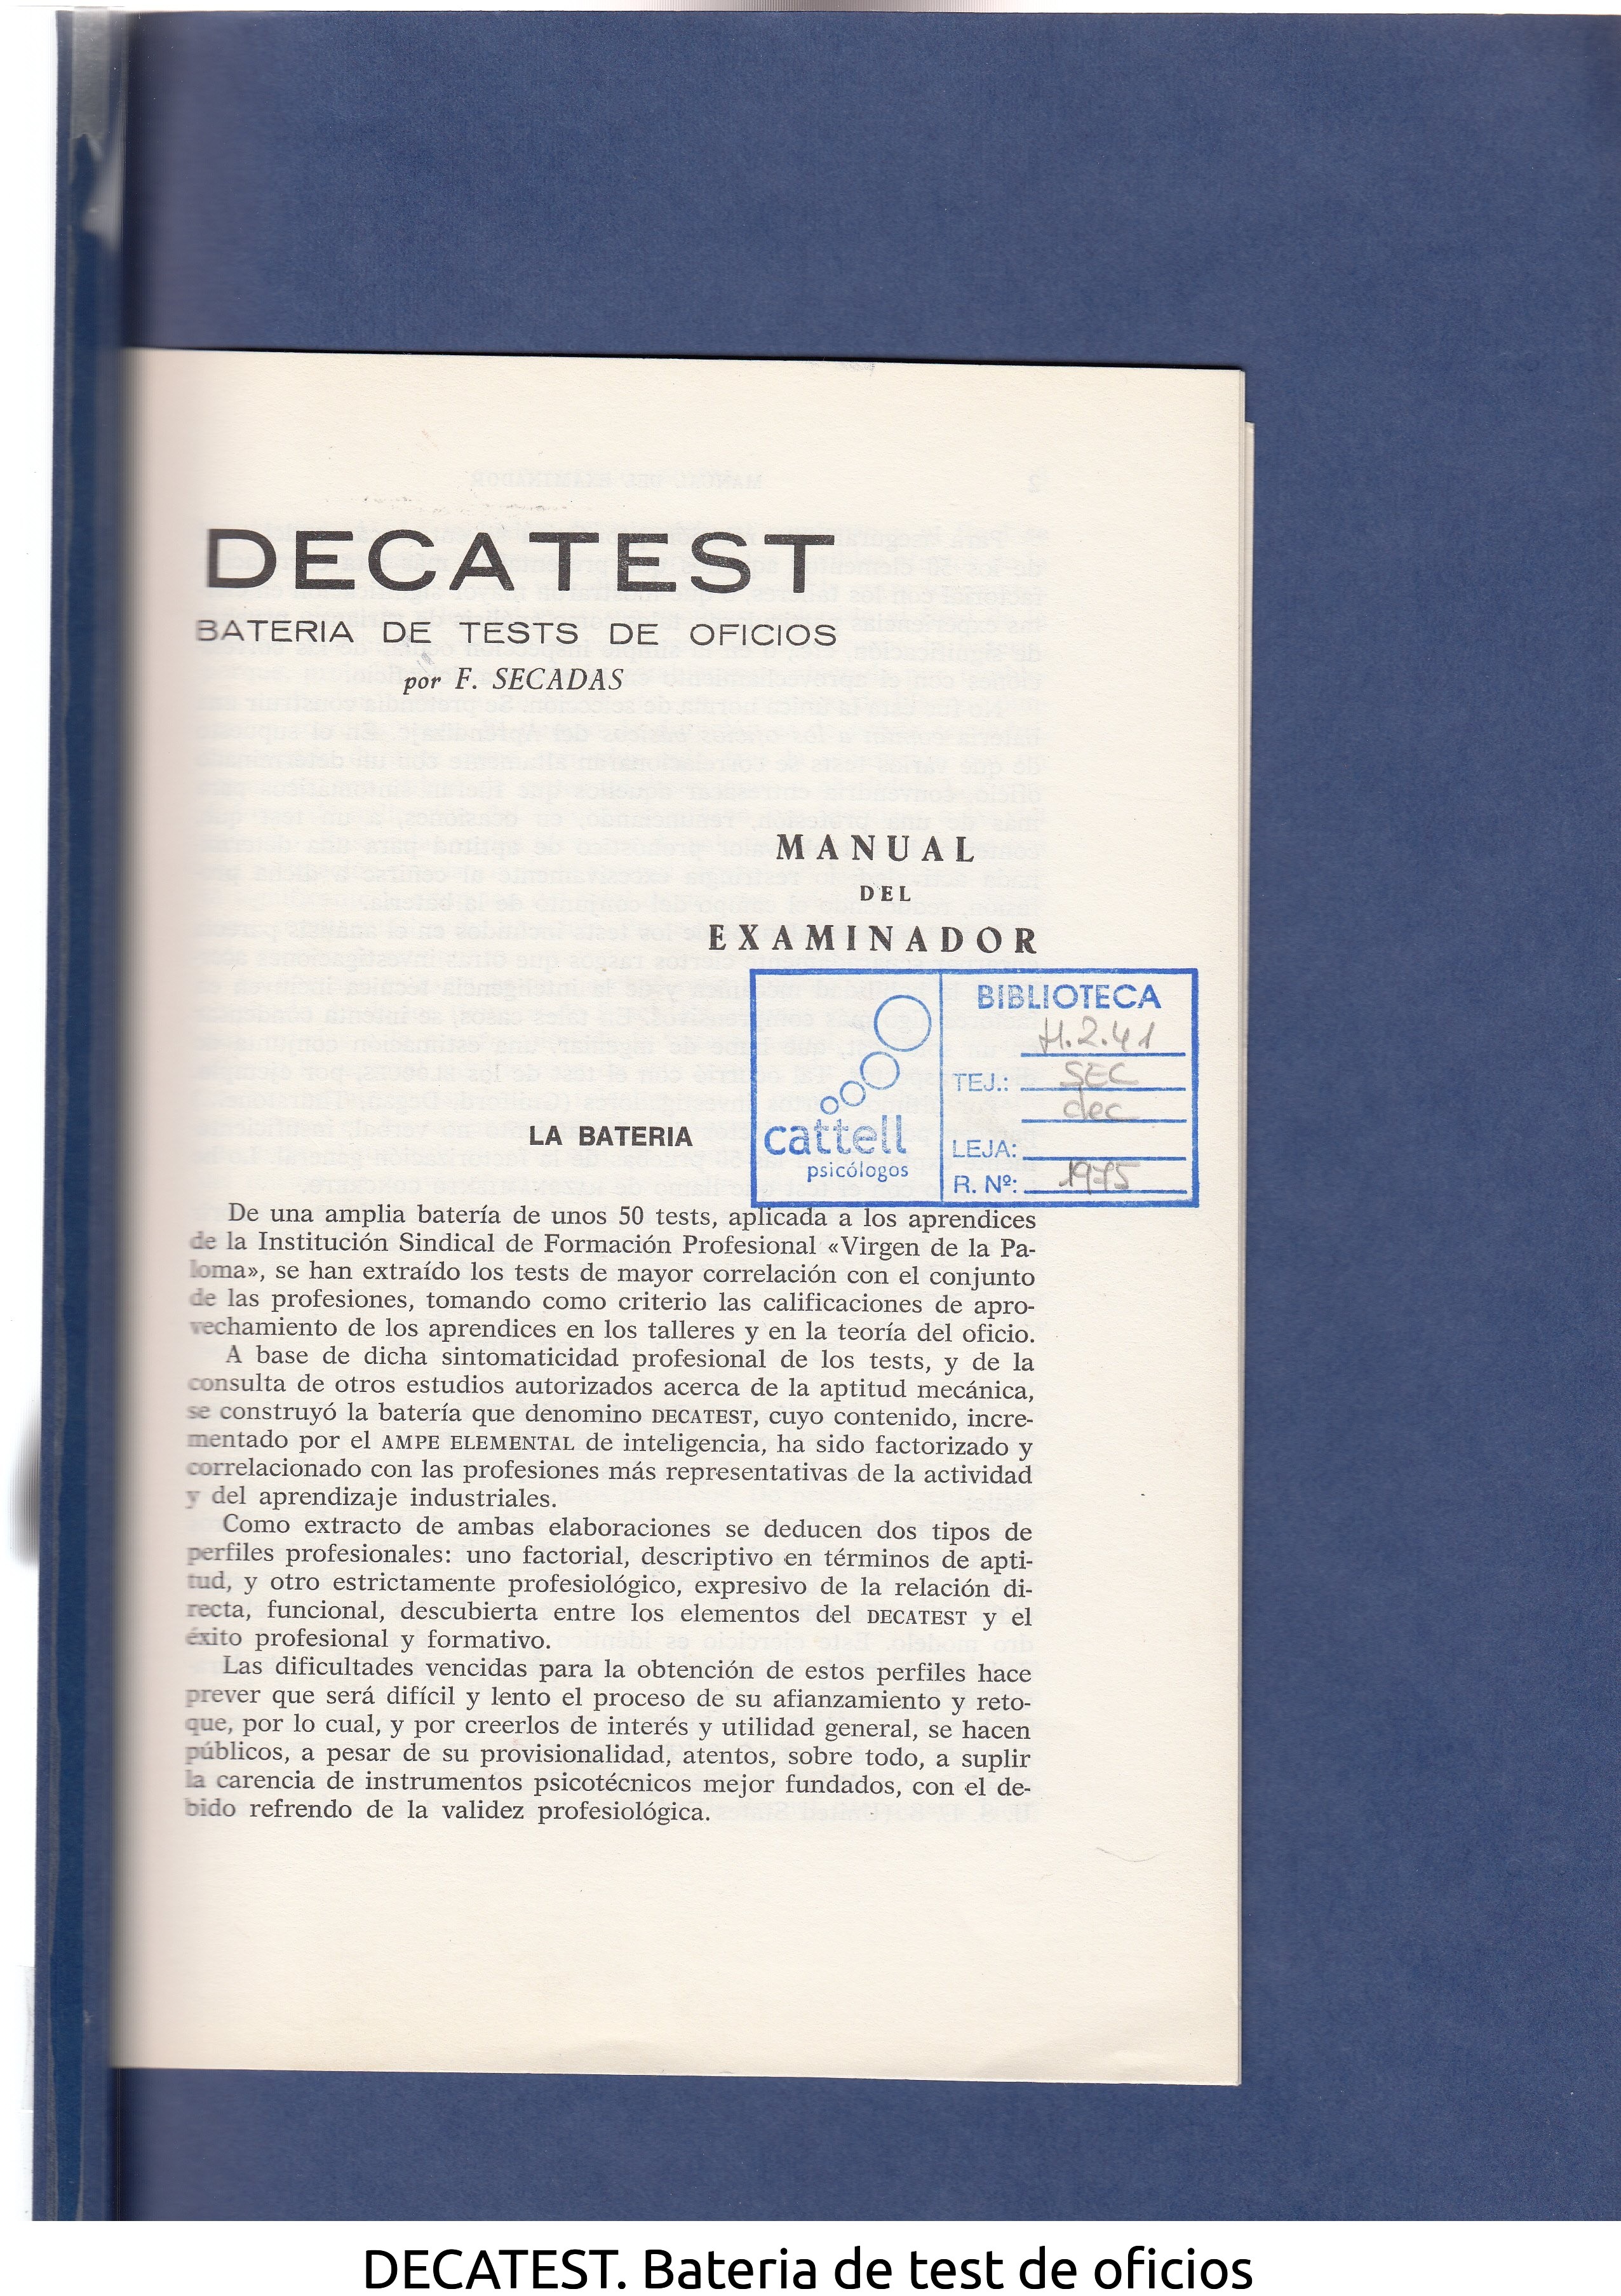 DECATEST
BATERIA DE TESTS DE OFICIOS
por F. SECADAS
MANUAL
DEL
EXAMINADOR
BIBLIOTECA
H.2.41
TEJ.: SEC
dec
LEJA:
R. Nº: 1975
cattell
psicólogos
LA BATERIA
De una amplia batería de unos 50 tests, aplicada a los aprendices
de la Institución Sindical de Formación Profesional «Virgen de la Pa-
loma», se han extraído los tests de mayor correlación con el conjunto
de las profesiones, tomando como criterio las calificaciones de apro-
vechamiento de los aprendices en los talleres y en la teoría del oficio.
A base de dicha sintomaticidad profesional de los tests, y de la
consulta de otros estudios autorizados acerca de la aptitud mecánica,
se construyó la batería que denomino DECATEST, cuyo contenido, incre-
mentado por el AMPE ELEMENTAL de inteligencia, ha sido factorizado y
correlacionado con las profesiones más representativas de la actividad
y del aprendizaje industriales.
Como extracto de ambas elaboraciones se deducen dos tipos de
perfiles profesionales: uno factorial, descriptivo en términos de apti-
tud, y otro estrictamente profesiológico, expresivo de la relación di-
recta, funcional, descubierta entre los elementos del DECATEST y el
éxito profesional y formativo.
Las dificultades vencidas para la obtención de estos perfiles hace
prever que será difícil y lento el proceso de su afianzamiento y reto-
que, por lo cual, y por creerlos de interés y utilidad general, se hacen
públicos, a pesar de su provisionalidad, atentos, sobre todo, a suplir
la carencia de instrumentos psicotécnicos mejor fundados, con el de-
bido refrendo de la validez profesiológica.
DECATEST. Bateria de test de oficios